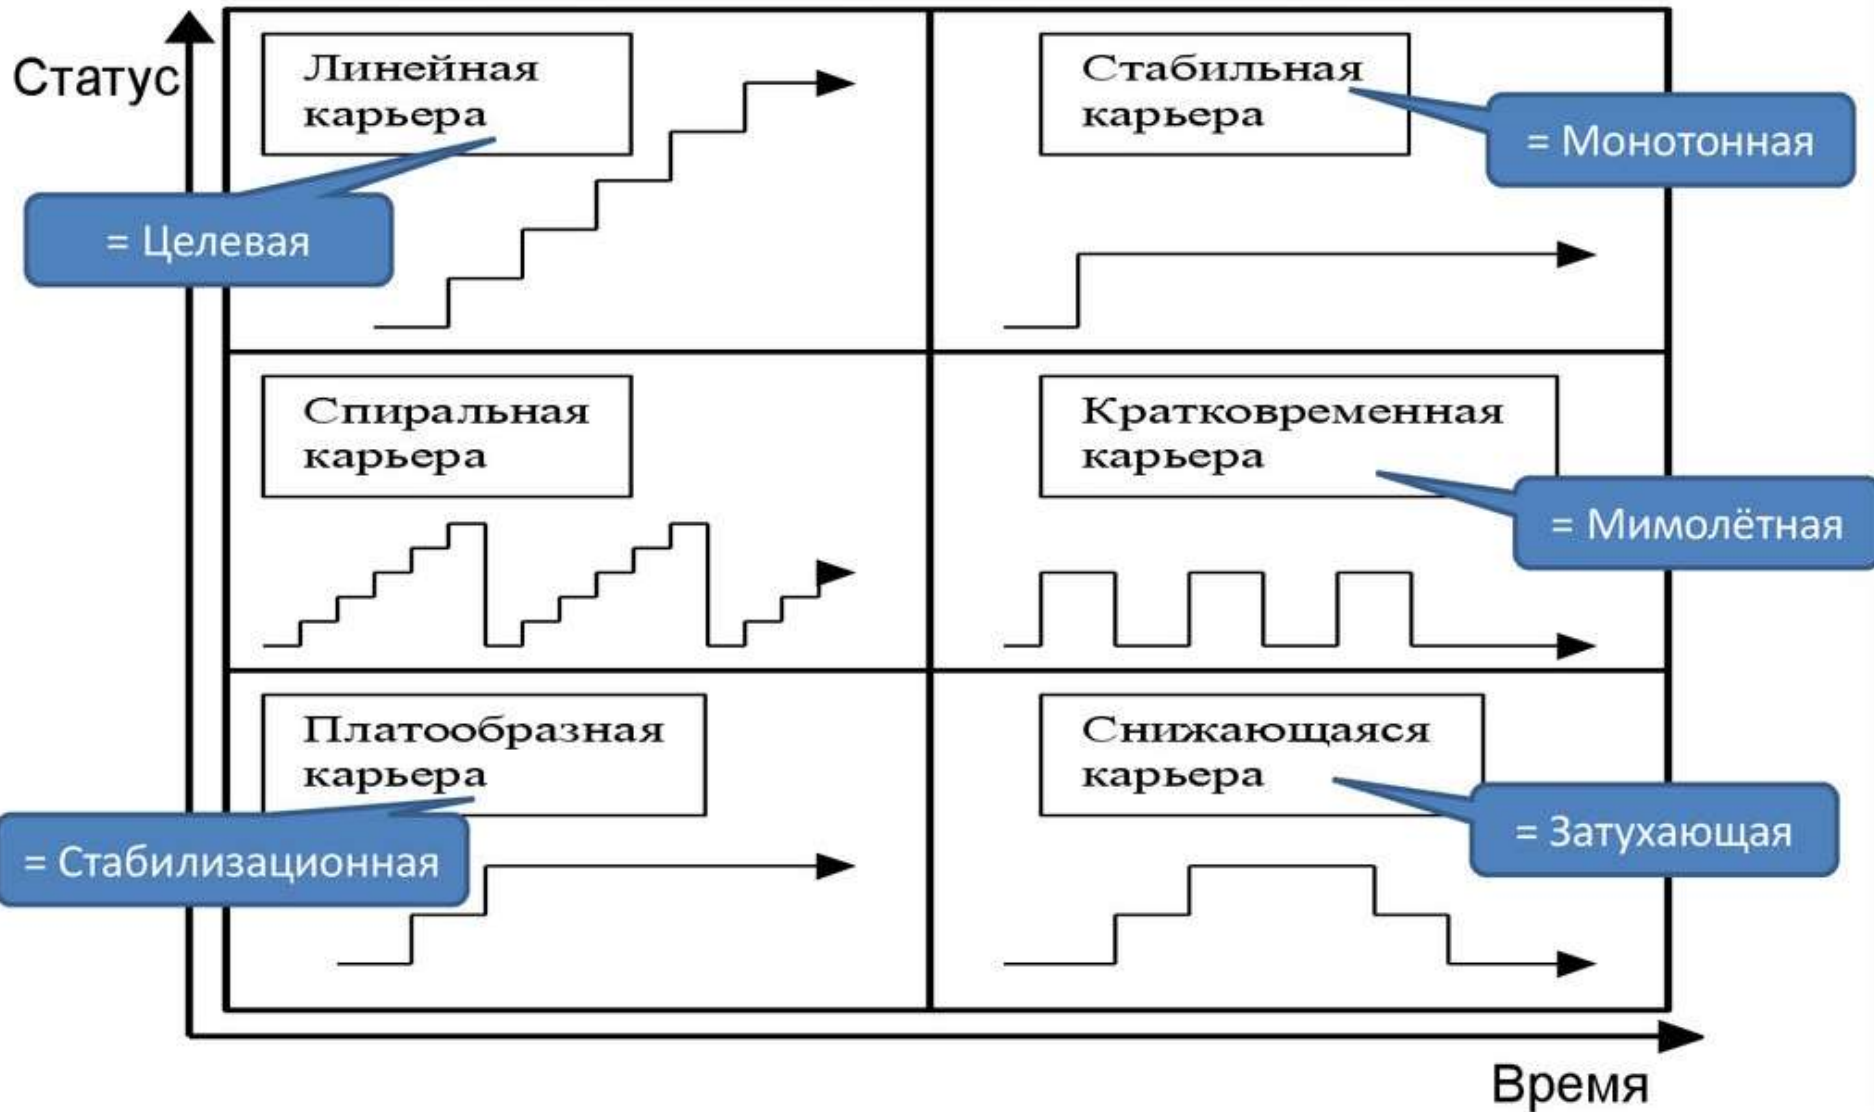 Статус
Линейная
карьера
= Целевая
Стабильная
карьера
= Монотонная
Спиральная
карьера
Кратковременная
карьера
= Мимолётная
Платообразная
карьера
= Стабилизационная
Снижающаяся
карьера
= Затухающая
Время